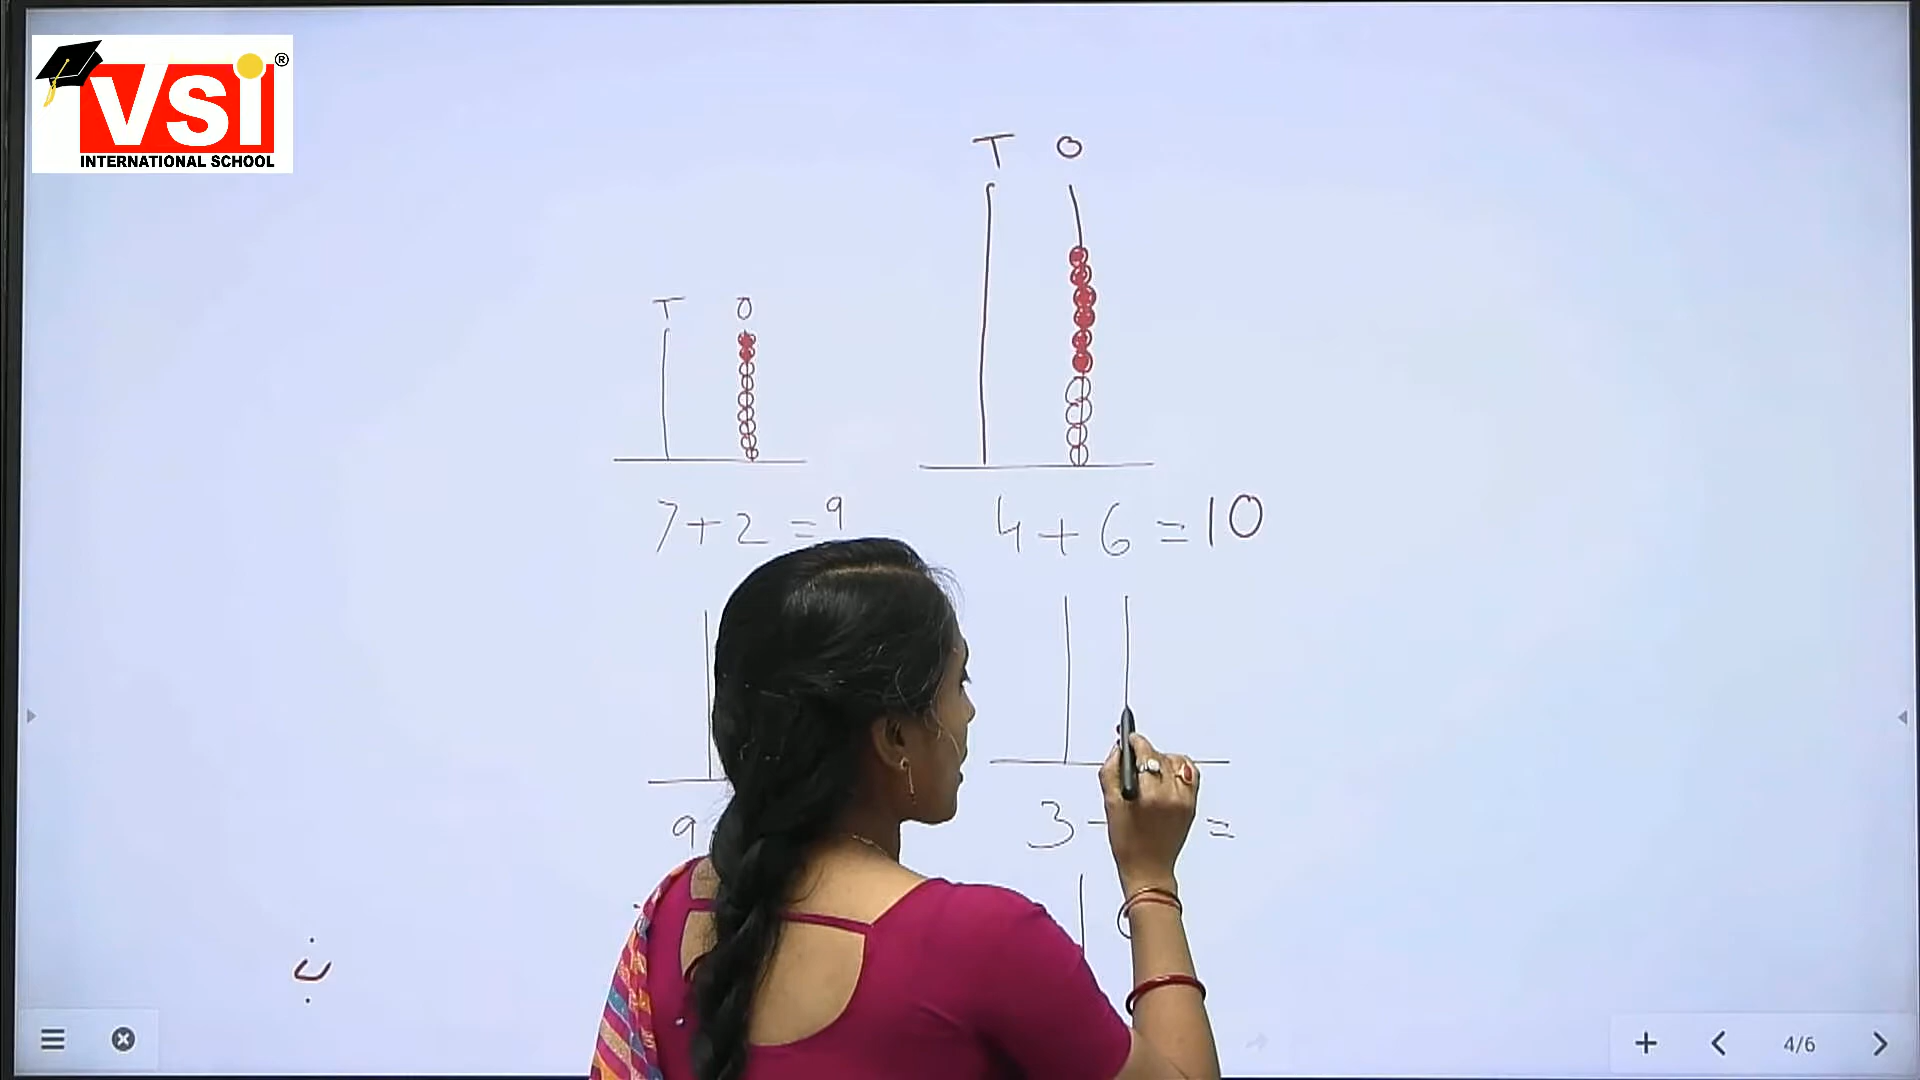 vsi ®
INTERNATIONAL SCHOOL
T O
T O
7+2=9
4+6=10
9
3 =
4/6